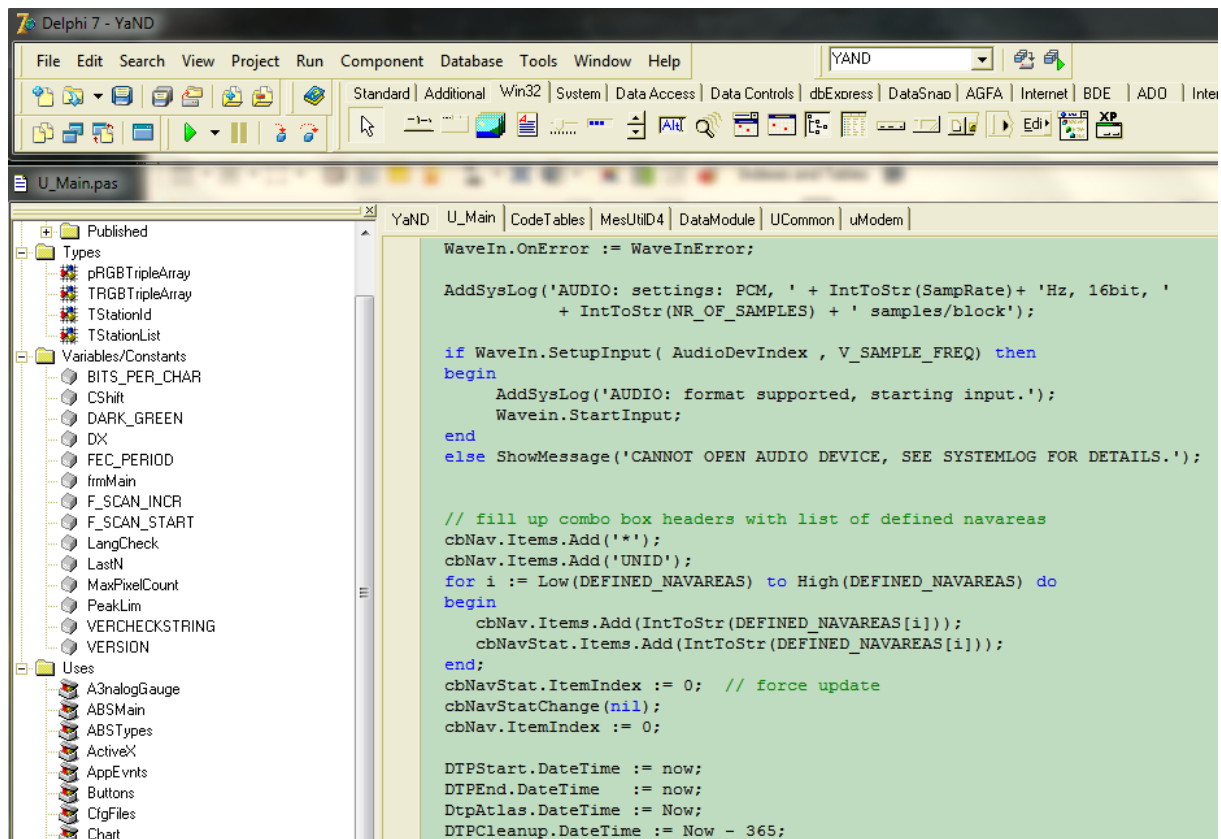 Delphi 7 - YaND
File Edit Search View Project Run Component Database Tools Window Help
YAND
Standard Additional Win32 System Data Access Data Controls dbExpress DataSnap AGFA Internet BDE ADO Inter
Alt
Edi
XP
U_Main.pas
YaND U_Main CodeTables MesUtilD4 DataModule UCommon uModem
Published
Types
pRGBTripleArray
TRGBTripleArray
TStationId
TStationList
Variables/Constants
BITS_PER_CHAR
CShift
DARK_GREEN
DX
FEC_PERIOD
frmMain
F_SCAN_INCR
F_SCAN_START
LangCheck
LastN
MaxPixelCount
PeakLim
VERCHECKSTRING
VERSION
Uses
A3nalogGauge
ABSMain
ABSTypes
ActiveX
AppEvnts
Buttons
CfgFiles
Chart
WaveIn.OnError := WaveInError;
AddSysLog('AUDIO: settings: PCM, ' + IntToStr(SampRate)+ 'Hz, 16bit, '
+ IntToStr(NR_OF_SAMPLES) + ' samples/block');
if WaveIn.SetupInput( AudioDevIndex , V_SAMPLE_FREQ) then
begin
AddSysLog('AUDIO: format supported, starting input.');
Wavein.StartInput;
end
else ShowMessage('CANNOT OPEN AUDIO DEVICE, SEE SYSTEMLOG FOR DETAILS.');
// fill up combo box headers with list of defined navareas
cbNav.Items.Add('*');
cbNav.Items.Add('UNID');
for i := Low(DEFINED_NAVAREAS) to High(DEFINED_NAVAREAS) do
begin
cbNav.Items.Add(IntToStr(DEFINED_NAVAREAS[i]));
cbNavStat.Items.Add(IntToStr(DEFINED_NAVAREAS[i]));
end;
cbNavStat.ItemIndex := 0; // force update
cbNavStatChange(nil);
cbNav.ItemIndex := 0;
DTPStart.DateTime := now;
DTPEnd.DateTime := now;
DtpAtlas.DateTime := Now;
DTPCleanup.DateTime := Now - 365;